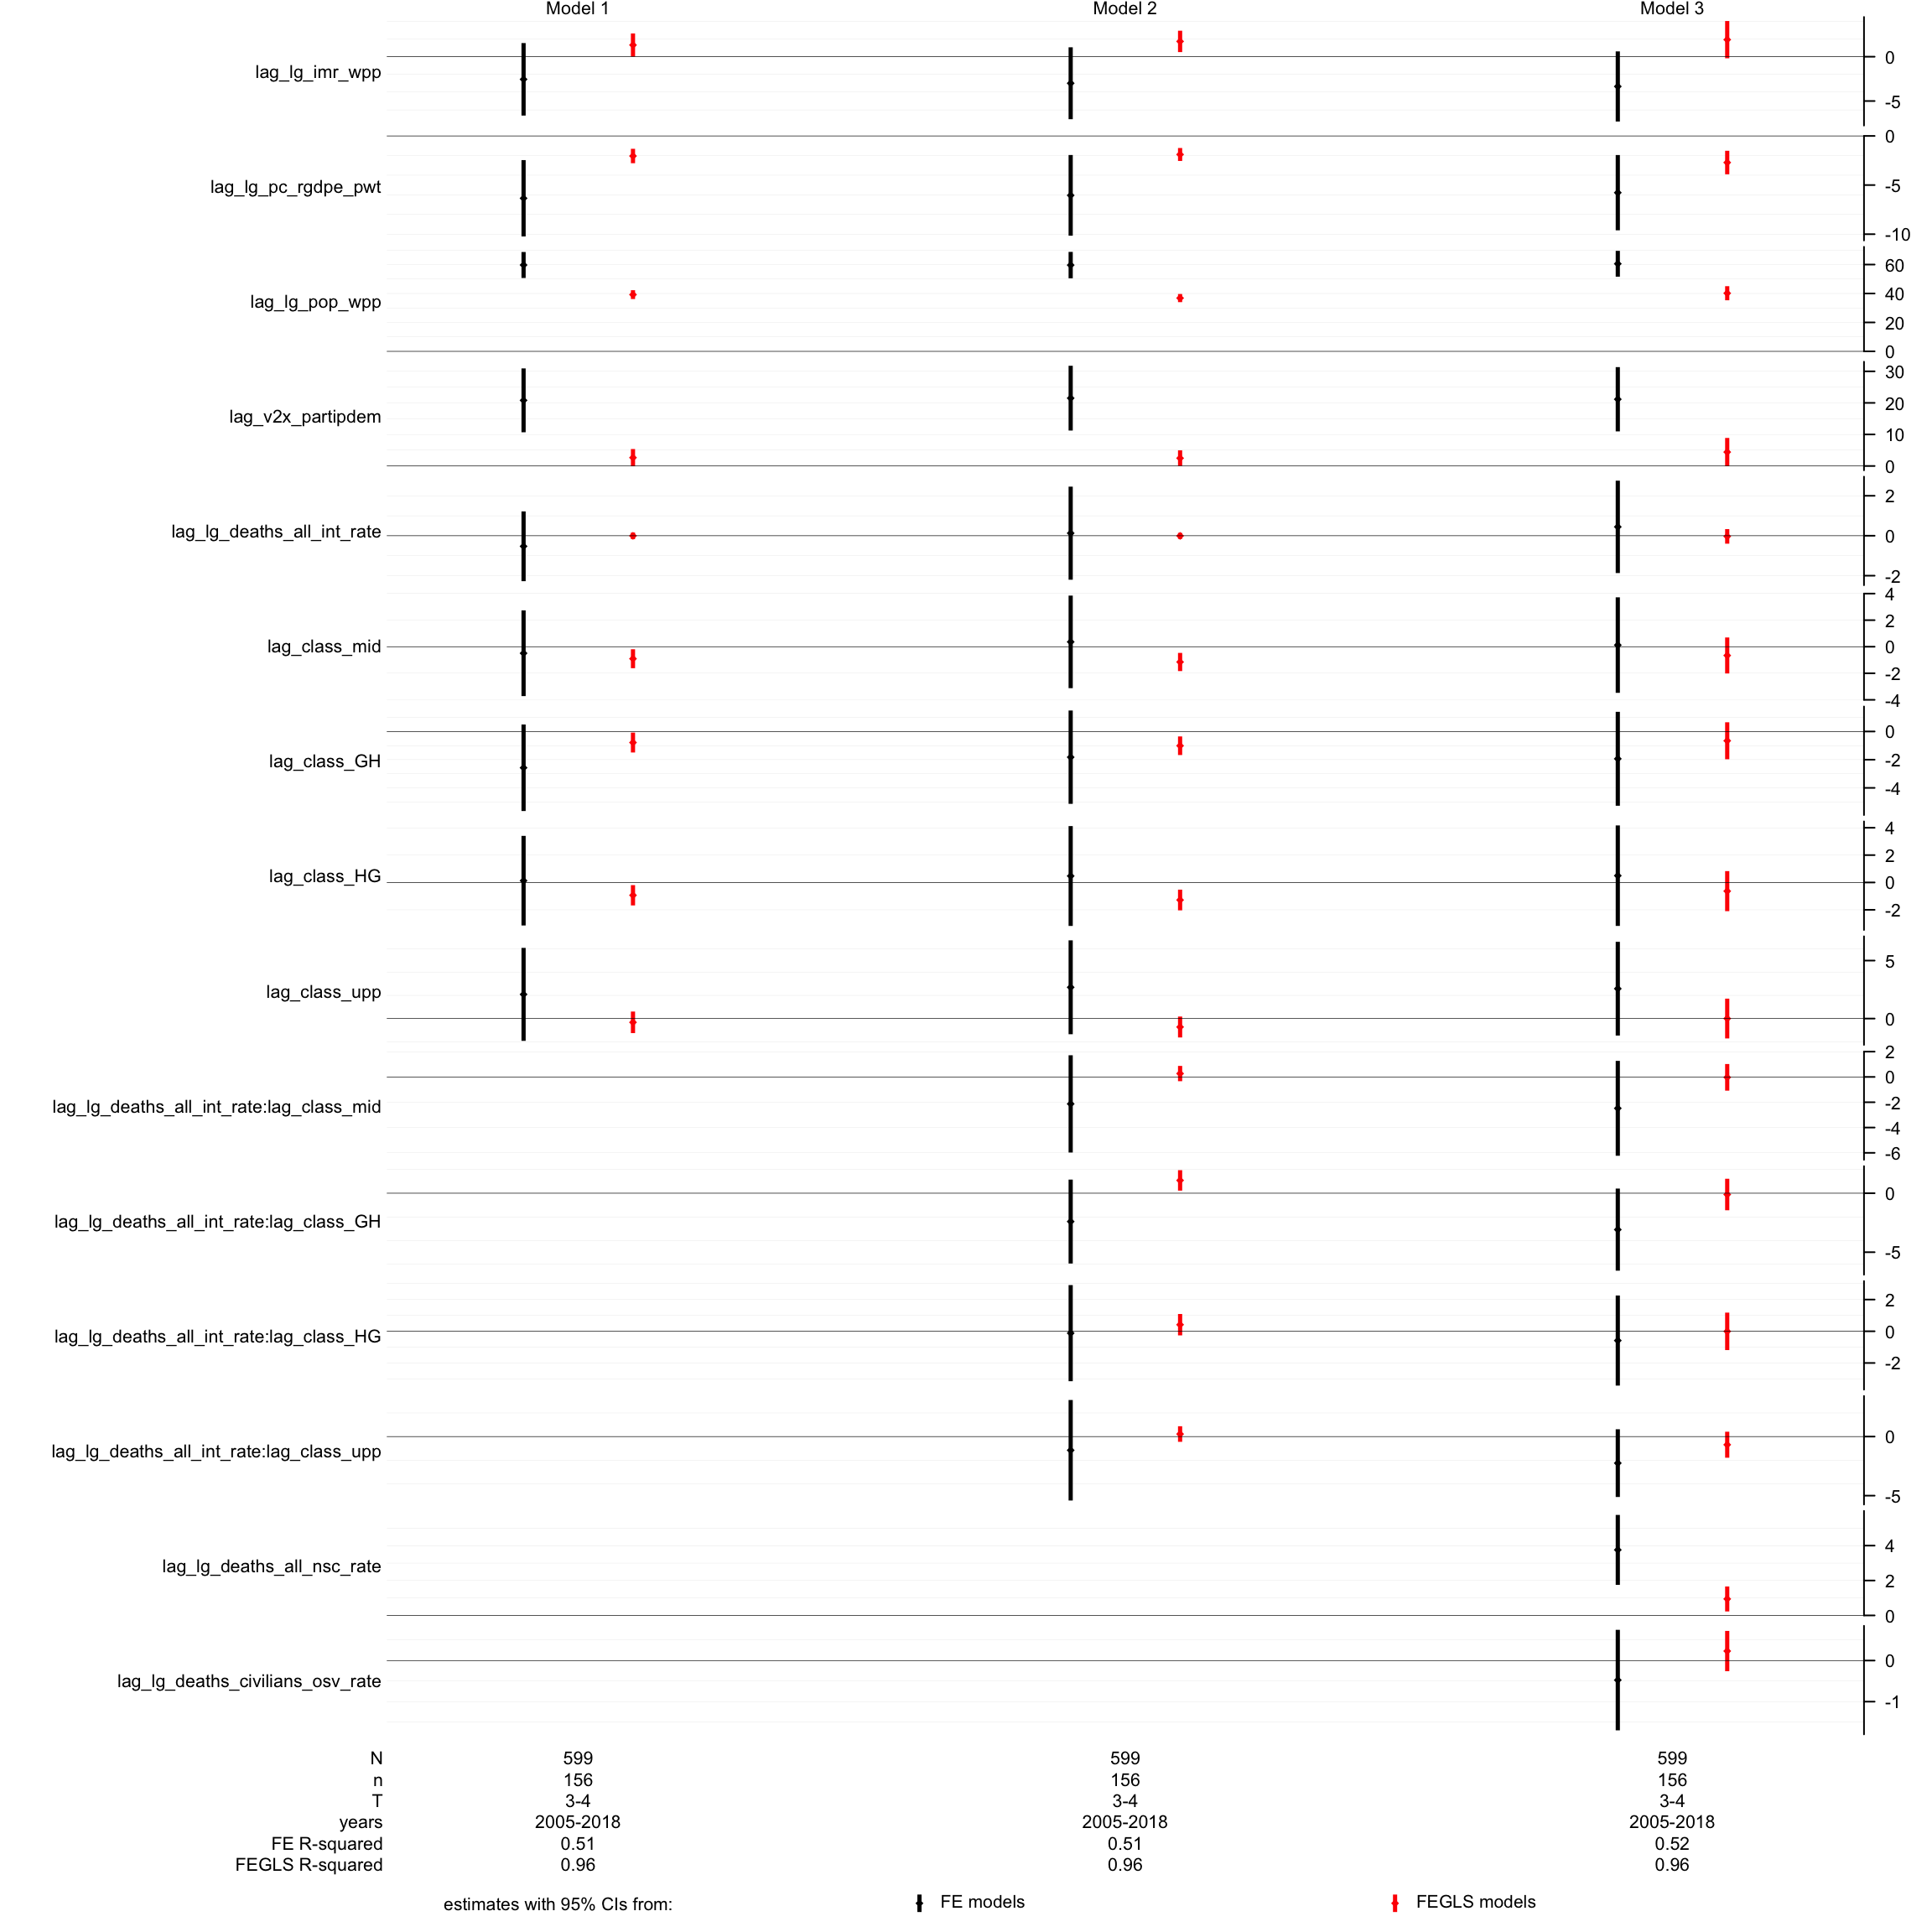 Model 1 Model 2 Model 3
lag_lg_imr_wpp
0
-5
lag_lg_pc_rgdpe_pwt
0
-5
-10
lag_lg_pop_wpp
60
40
20
0
lag_v2x_partipdem
30
20
10
0
lag_lg_deaths_all_int_rate
2
0
-2
lag_class_mid
4
2
0
-2
-4
lag_class_GH
0
-2
-4
lag_class_HG
4
2
0
-2
lag_class_upp
5
0
lag_lg_deaths_all_int_rate:lag_class_mid
2
0
-2
-4
-6
lag_lg_deaths_all_int_rate:lag_class_GH
0
-5
lag_lg_deaths_all_int_rate:lag_class_HG
2
0
-2
lag_lg_deaths_all_int_rate:lag_class_upp
0
-5
lag_lg_deaths_all_nsc_rate
4
2
0
lag_lg_deaths_civilians_osv_rate
0
-1
N 599 599 599
n 156 156 156
T 3-4 3-4 3-4
years 2005-2018 2005-2018 2005-2018
FE R-squared 0.51 0.51 0.52
FEGLS R-squared 0.96 0.96 0.96
estimates with 95% CIs from: FE models FEGLS models